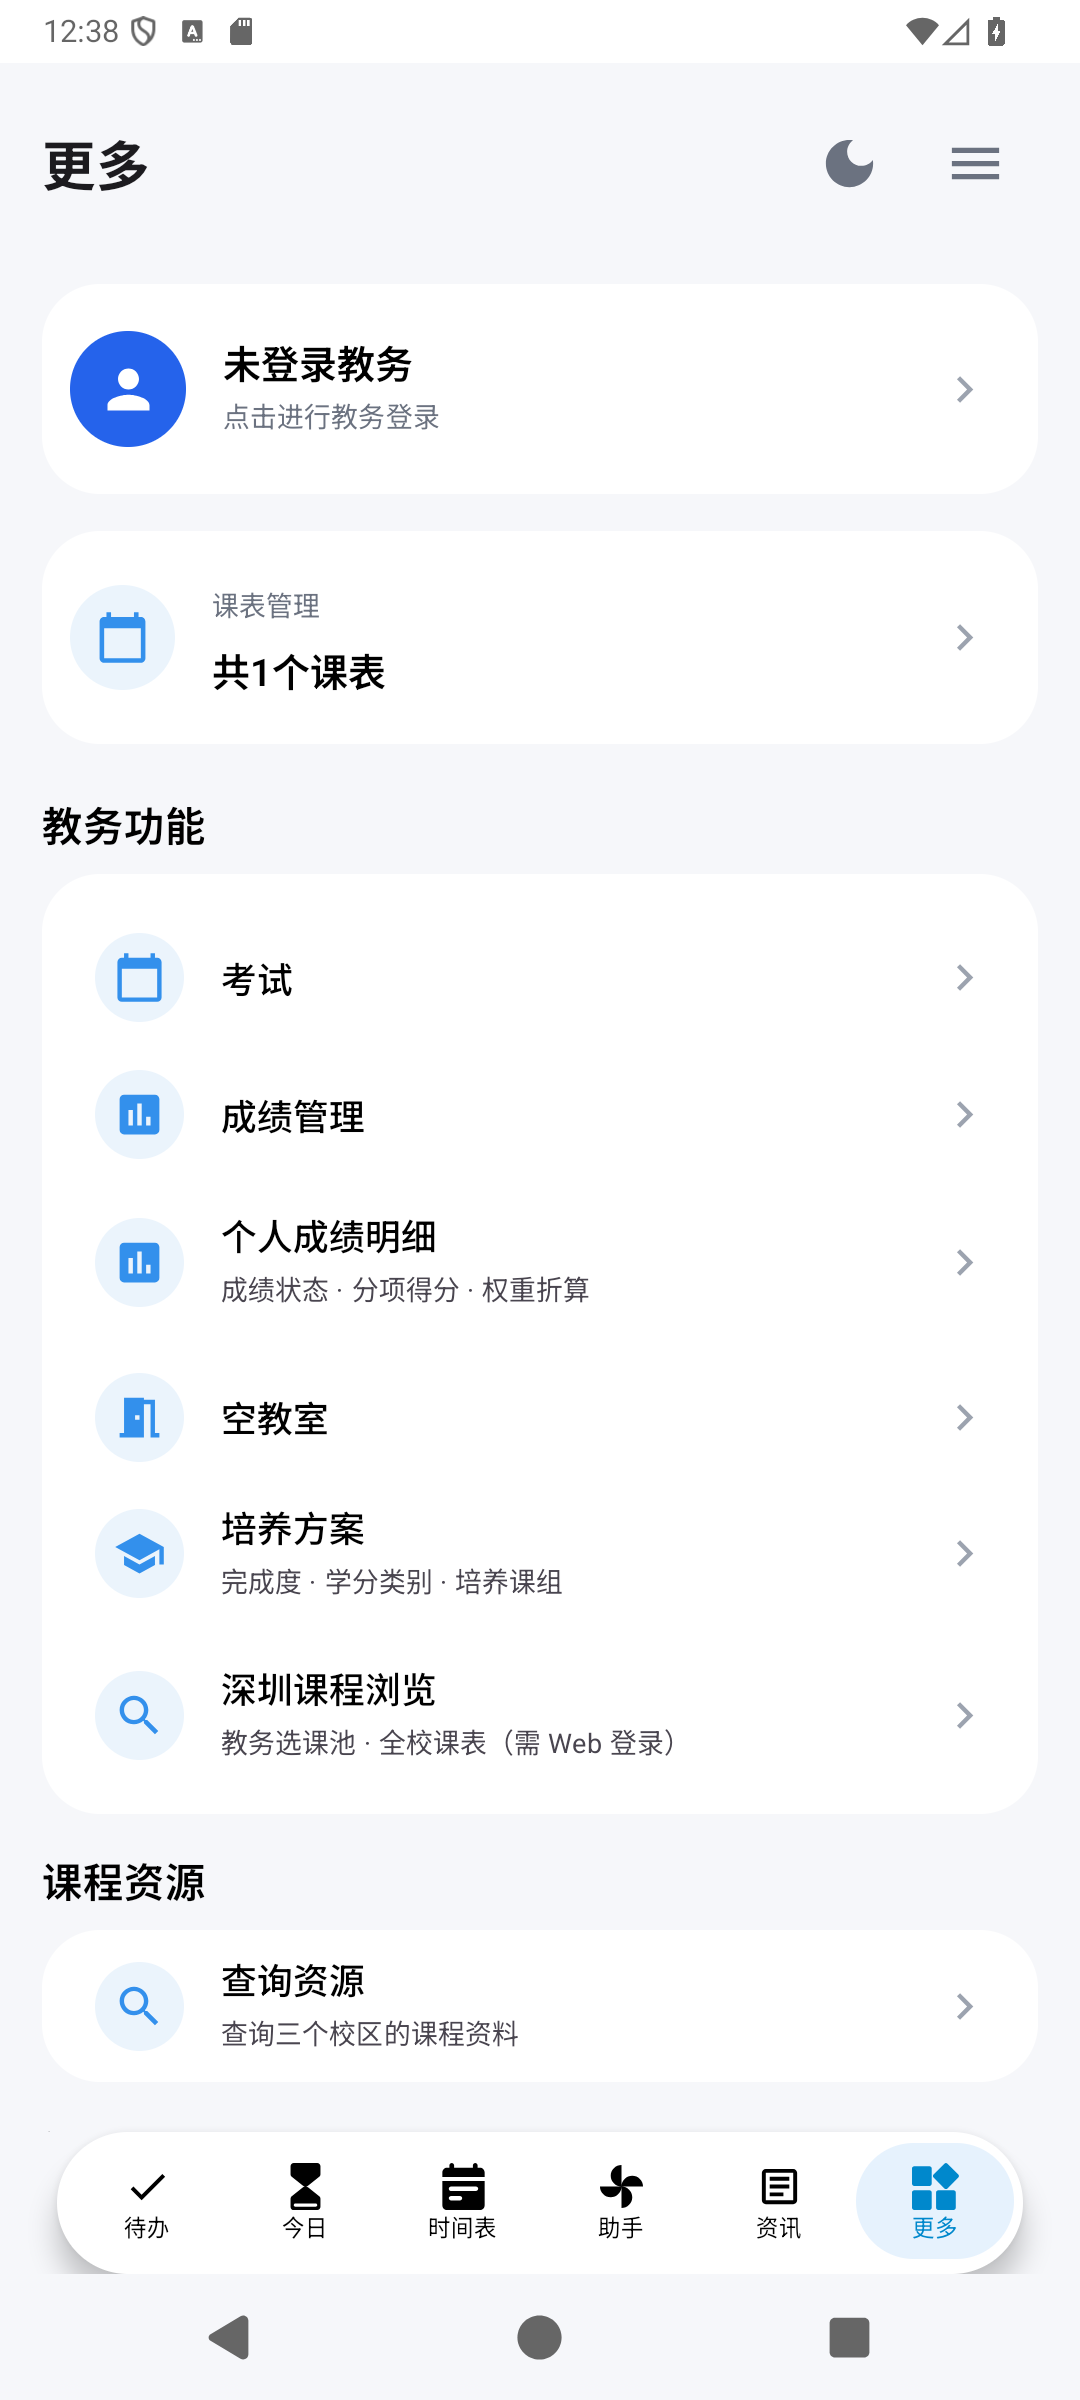 12:38
更多
未登录教务
点击进行教务登录
课表管理
共1个课表
教务功能
考试
成绩管理
个人成绩明细
成绩状态 · 分项得分 · 权重折算
空教室
培养方案
完成度 · 学分类别 · 培养课组
深圳课程浏览
教务选课池 · 全校课表（需 Web 登录）
课程资源
查询资源
查询三个校区的课程资料
待办 今日 时间表 助手 资讯 更多